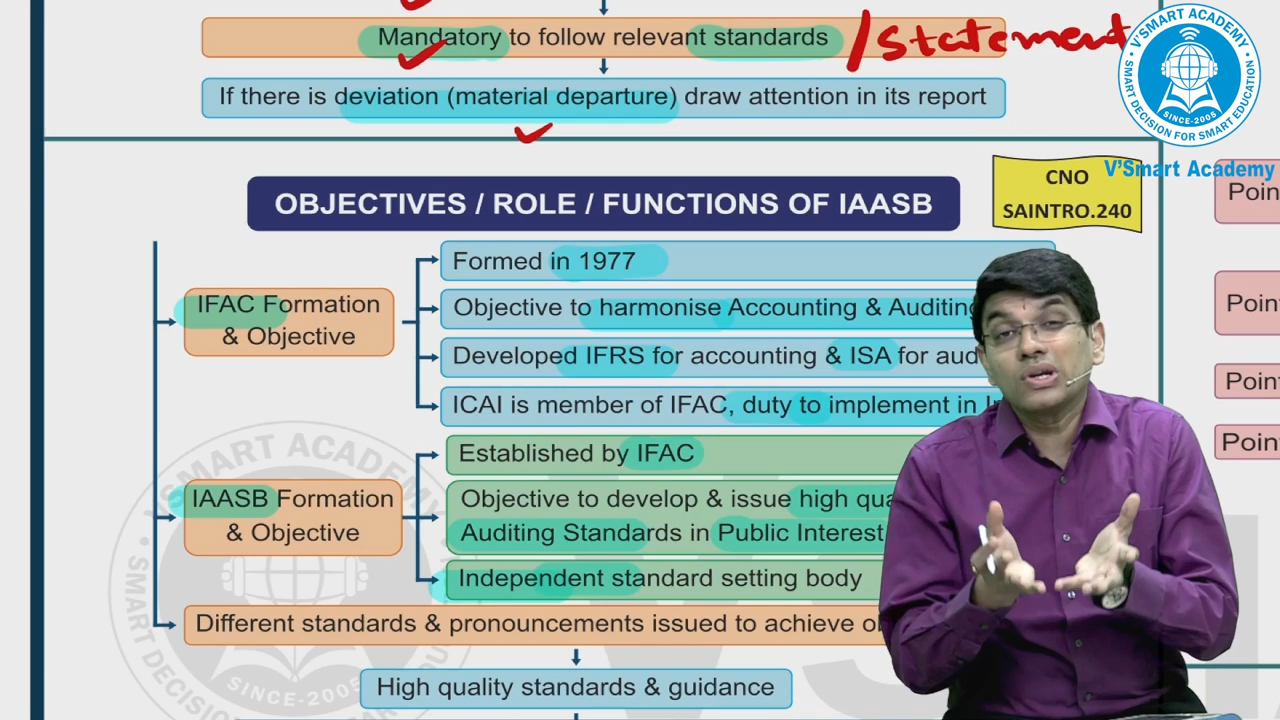 Mandatory to follow relevant standards /Statement
If there is deviation (material departure) draw attention in its report
V'SMART ACADEMY
SINCE-2005
SMART DECISION FOR SMART EDUCATION
V'Smart Academy
OBJECTIVES / ROLE / FUNCTIONS OF IAASB
CNO
SAINTRO.240
IFAC Formation
& Objective
Formed in 1977
Objective to harmonise Accounting & Auditing
Developed IFRS for accounting & ISA for aud
ICAI is member of IFAC, duty to implement in
IAASB Formation
& Objective
Established by IFAC
Objective to develop & issue high qua
Auditing Standards in Public Interest
Independent standard setting body
Different standards & pronouncements issued to achieve
High quality standards & guidance
Poin
Poin
Poin
Poin
VSMART ACADEMY
SINCE-2005